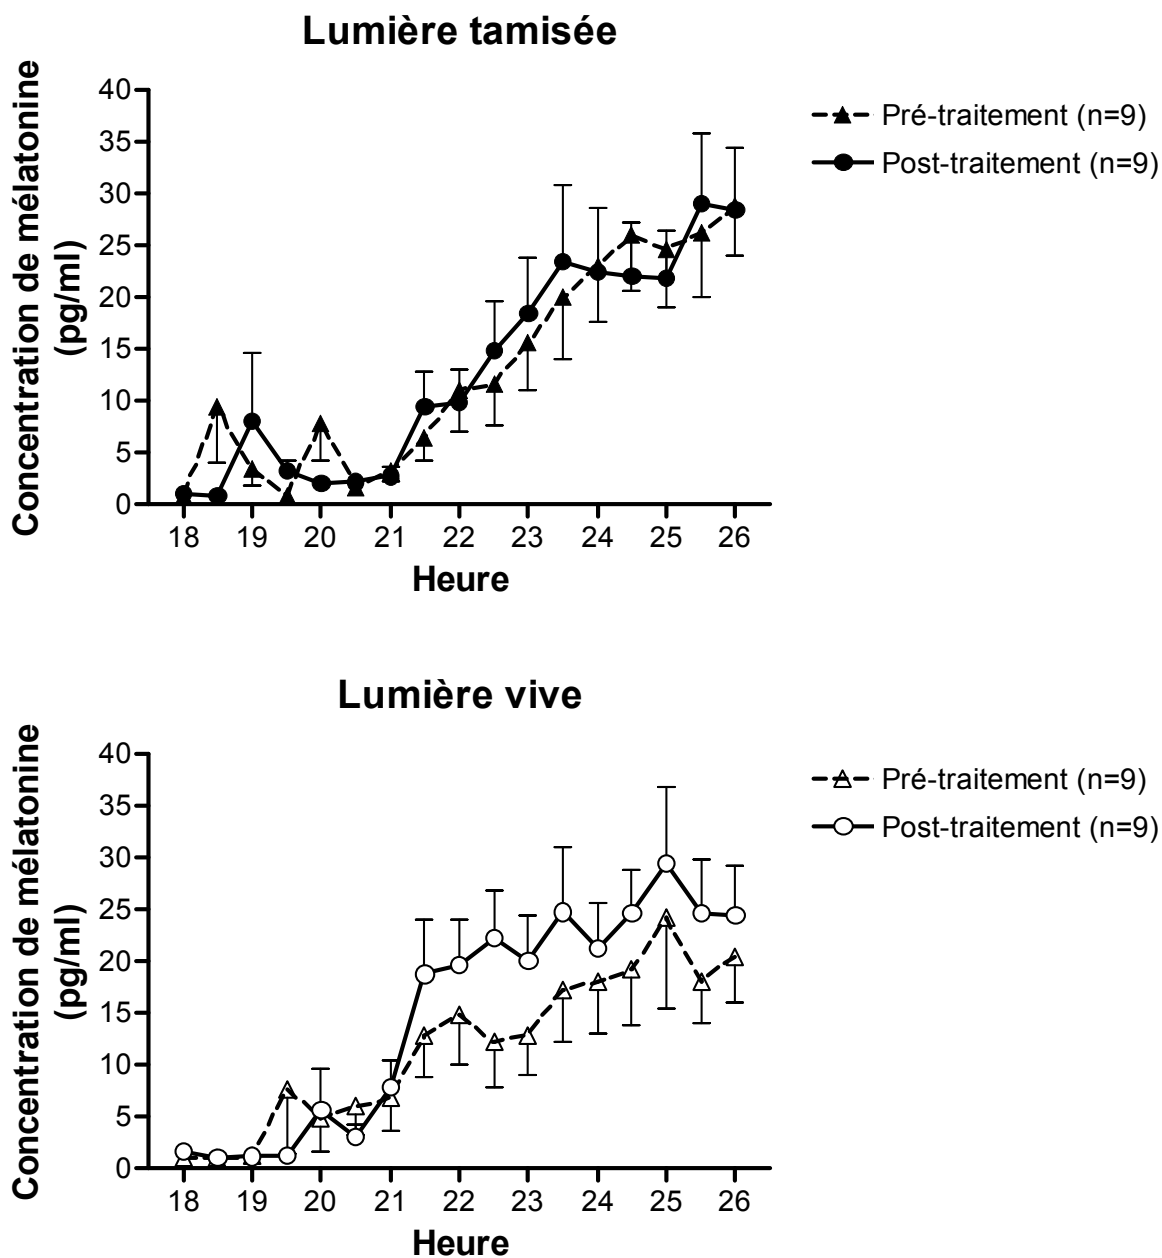 Lumière tamisée
Concentration de mélatonine
(pg/ml)
40
35
30
25
20
15
10
5
0
18 19 20 21 22 23 24 25 26
Heure
Pré-traitement (n=9)
Post-traitement (n=9)
Lumière vive
Concentration de mélatonine
(pg/ml)
40
35
30
25
20
15
10
5
0
18 19 20 21 22 23 24 25 26
Heure
Pré-traitement (n=9)
Post-traitement (n=9)